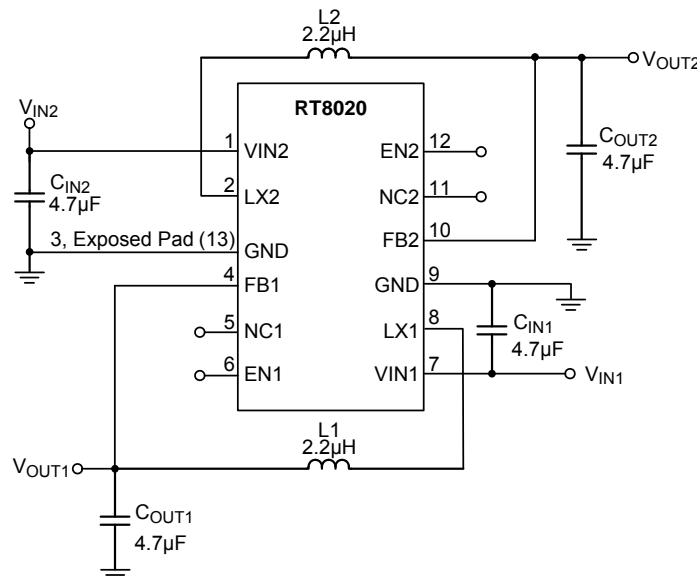 L2
2.2µH
VOUT2
VIN2
RT8020
COUT2
4.7µF
1
VIN2
EN2
12
CIN2
4.7µF
2
LX2
NC2
11
3, Exposed Pad (13)
GND
FB2
10
4
FB1
GND
9
5
NC1
LX1
8
CIN1
4.7µF
6
EN1
VIN1
7
VIN1
L1
2.2µH
VOUT1
COUT1
4.7µF